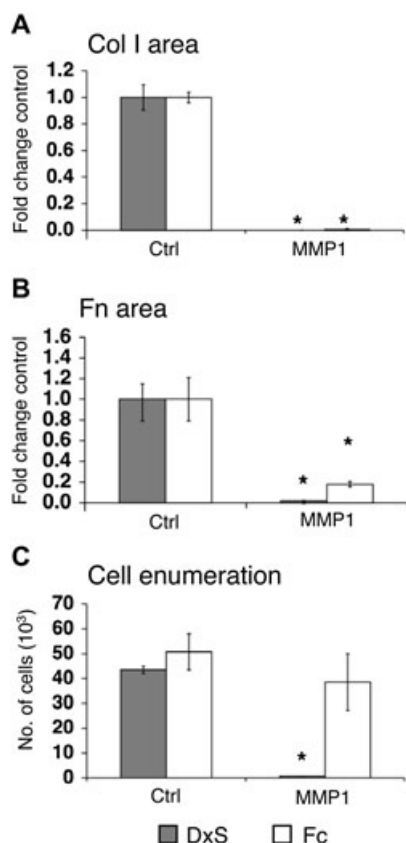 A
Col I area
Fold change control
1.2
1.0
0.8
0.6
0.4
0.2
0.0
* *
Ctrl MMP1
B
Fn area
Fold change control
1.6
1.4
1.2
1.0
0.8
0.6
0.4
0.2
0.0
*
*
Ctrl MMP1
C
Cell enumeration
No. of cells (10³)
70
60
50
40
30
20
10
0
*
Ctrl MMP1
DxS Fc